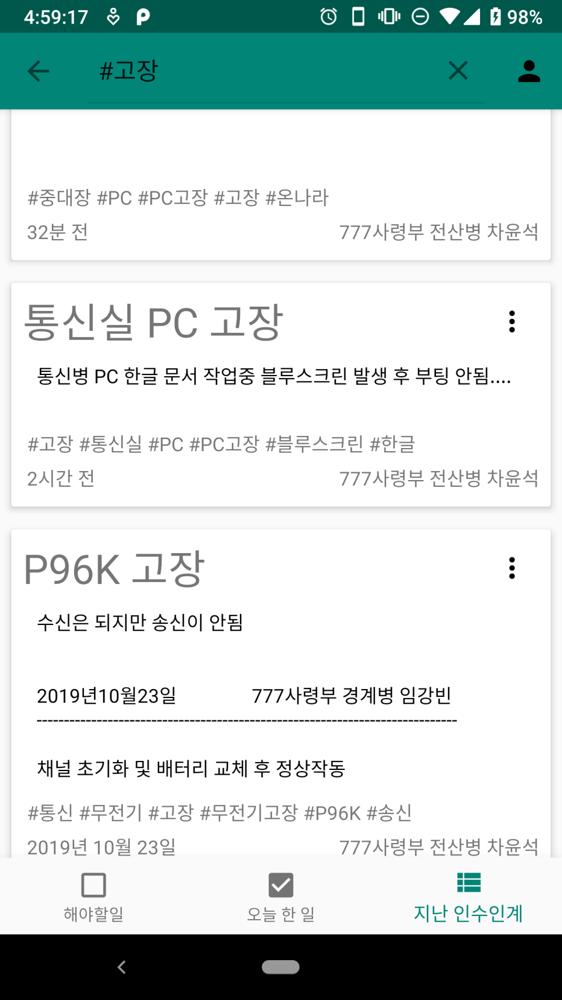 4:59:17
98%
#고장
#중대장 #PC #PC고장 #고장 #온나라
32분 전 777사령부 전산병 차윤석
통신실 PC 고장
통신병 PC 한글 문서 작업중 블루스크린 발생 후 부팅 안됨....
#고장 #통신실 #PC #PC고장 #블루스크린 #한글
2시간 전 777사령부 전산병 차윤석
P96K 고장
수신은 되지만 송신이 안됨
2019년10월23일 777사령부 경계병 임강빈
-----------------------------------------------------------------------------
채널 초기화 및 배터리 교체 후 정상작동
#통신 #무전기 #고장 #무전기고장 #P96K #송신
2019년 10월 23일 777사령부 전산병 차윤석
해야할일 오늘 한 일 지난 인수인계